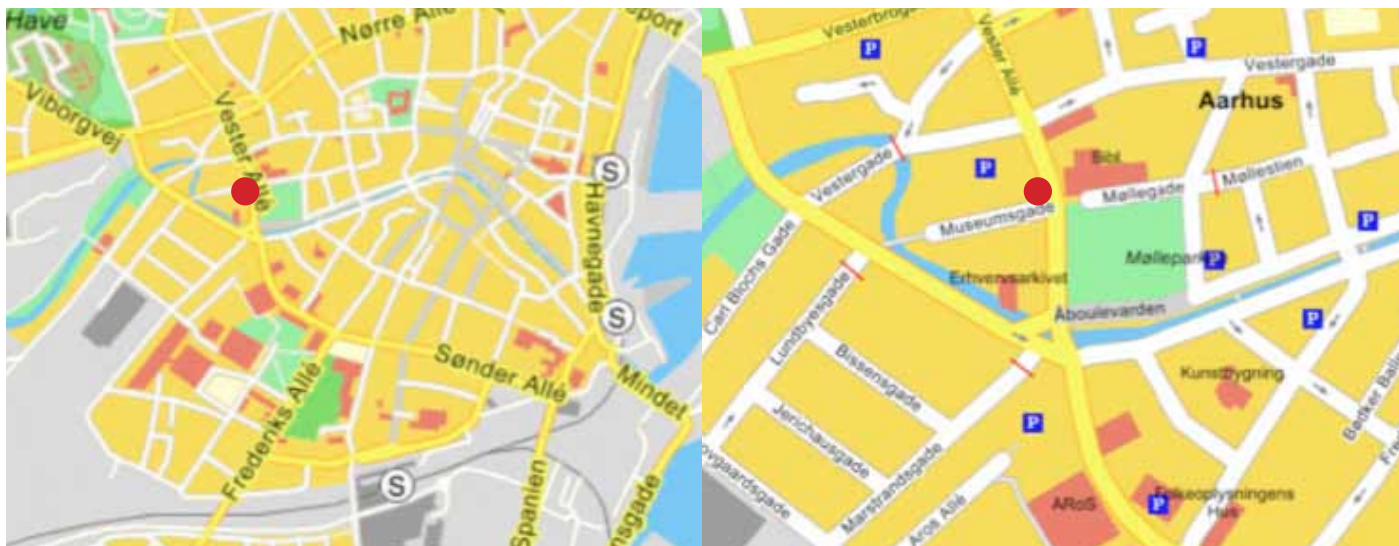 Have
Nørre Allé
Viborgvej
Vester Allé
S
Havnegade
S
Sønder Allé
Mindet
Frederiks Allé
S
Spanien
Vester Allé
P
P
Vestergade
Aarhus
Bibl
P
Vestergade
Møllegade
Møllestien
Museumsgade
P
Carl Blochs Gade
Mølleparken
P
Erhvervsarkivet
Åboulevarden
Lundbyesgade
P
Bissensgade
Kunstbygning
Jerichausgade
P
Marstrandsgade
ARoS
Folkeoplysningens
Hus
P
Aros Allé